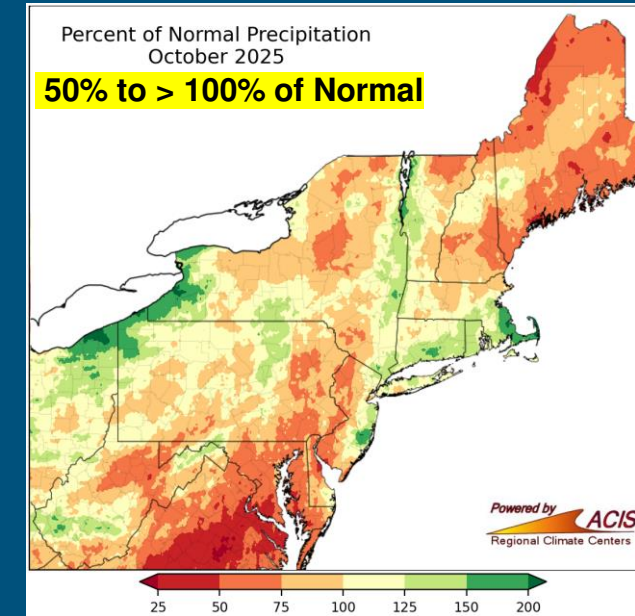 Percent of Normal Precipitation
October 2025
50% to > 100% of Normal
Powered by
ACIS
Regional Climate Centers
25 50 75 100 125 150 200